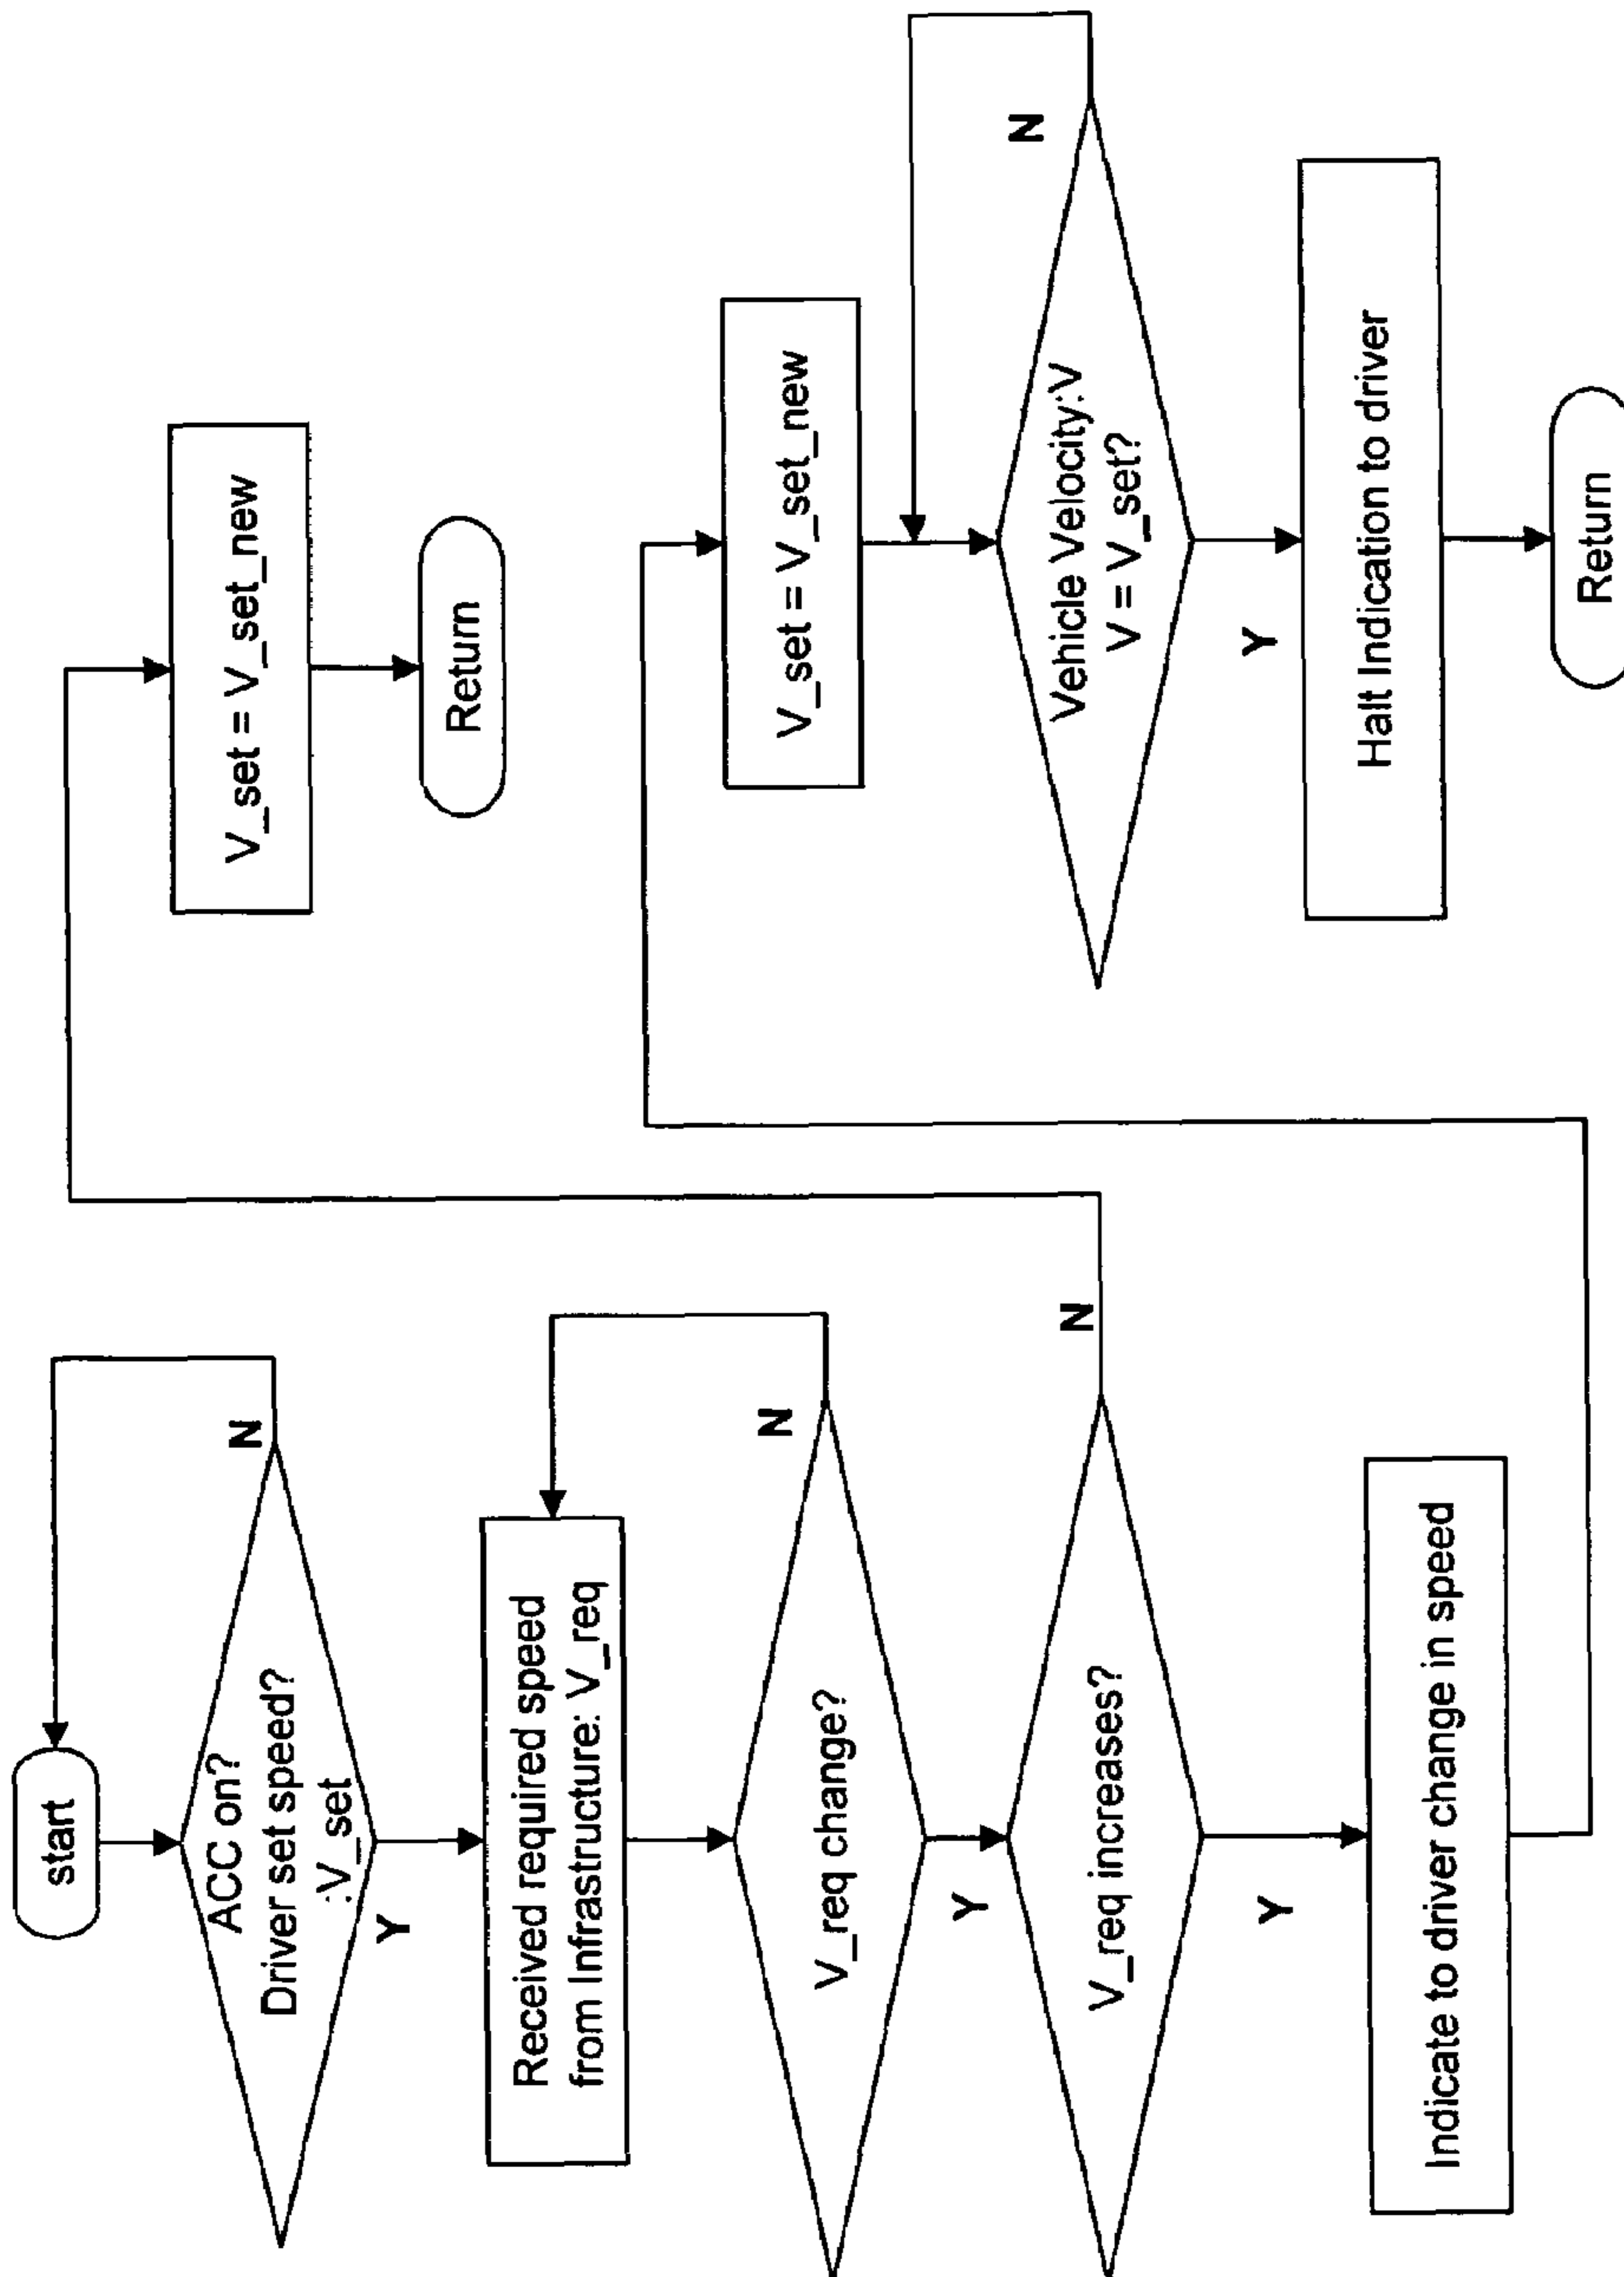 start
ACC on?
Driver set speed?
:V_set
N
Y
Received required speed
from Infrastructure: V_req
V_req change?
N
Y
V_req increases?
N
Y
Indicate to driver change in speed
V_set = V_set_new
Return
V_set = V_set_new
Vehicle Velocity:V
V = V_set?
N
Y
Halt Indication to driver
Return